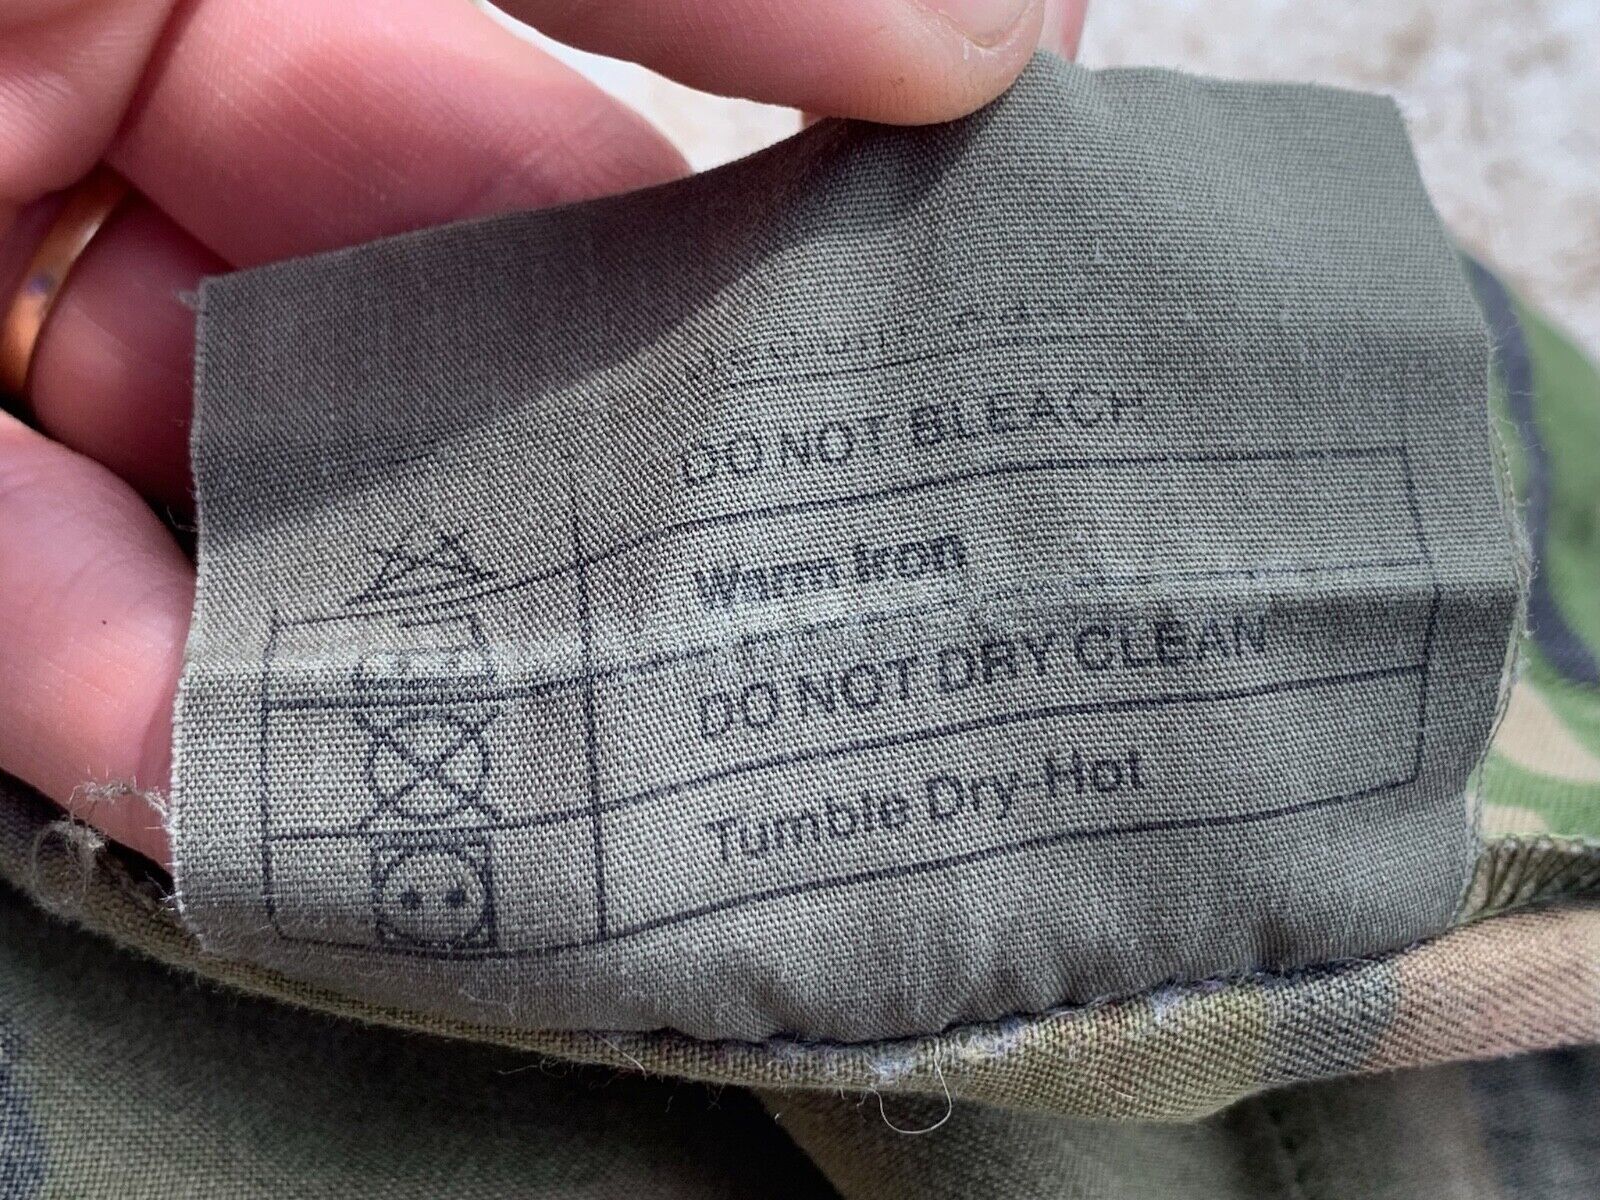 DO NOT BLEACH
Warm Iron
DO NOT DRY CLEAN
Tumble Dry-Hot